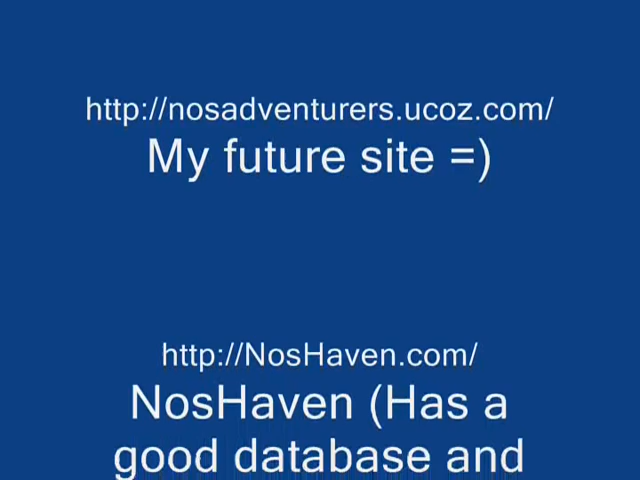 http://nosadventurers.ucoz.com/
My future site =)
http://NosHaven.com/
NosHaven (Has a
good database and